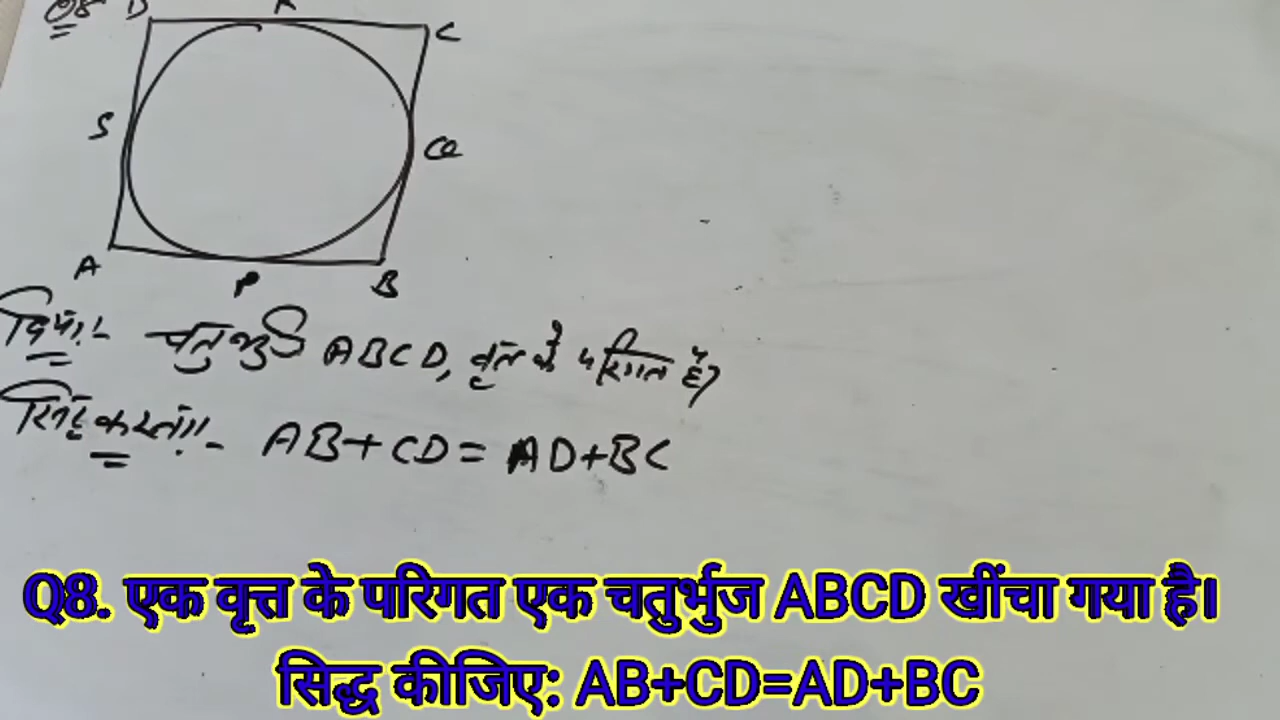 Q8 D R
C
S
Q
A
P B
दिया:- चतुर्भुज ABCD, वृत्त के परिगत है।
सिद्ध करना:- AB+CD = AD+BC
Q8. एक वृत्त के परिगत एक चतुर्भुज ABCD खींचा गया है।
सिद्ध कीजिए: AB+CD=AD+BC